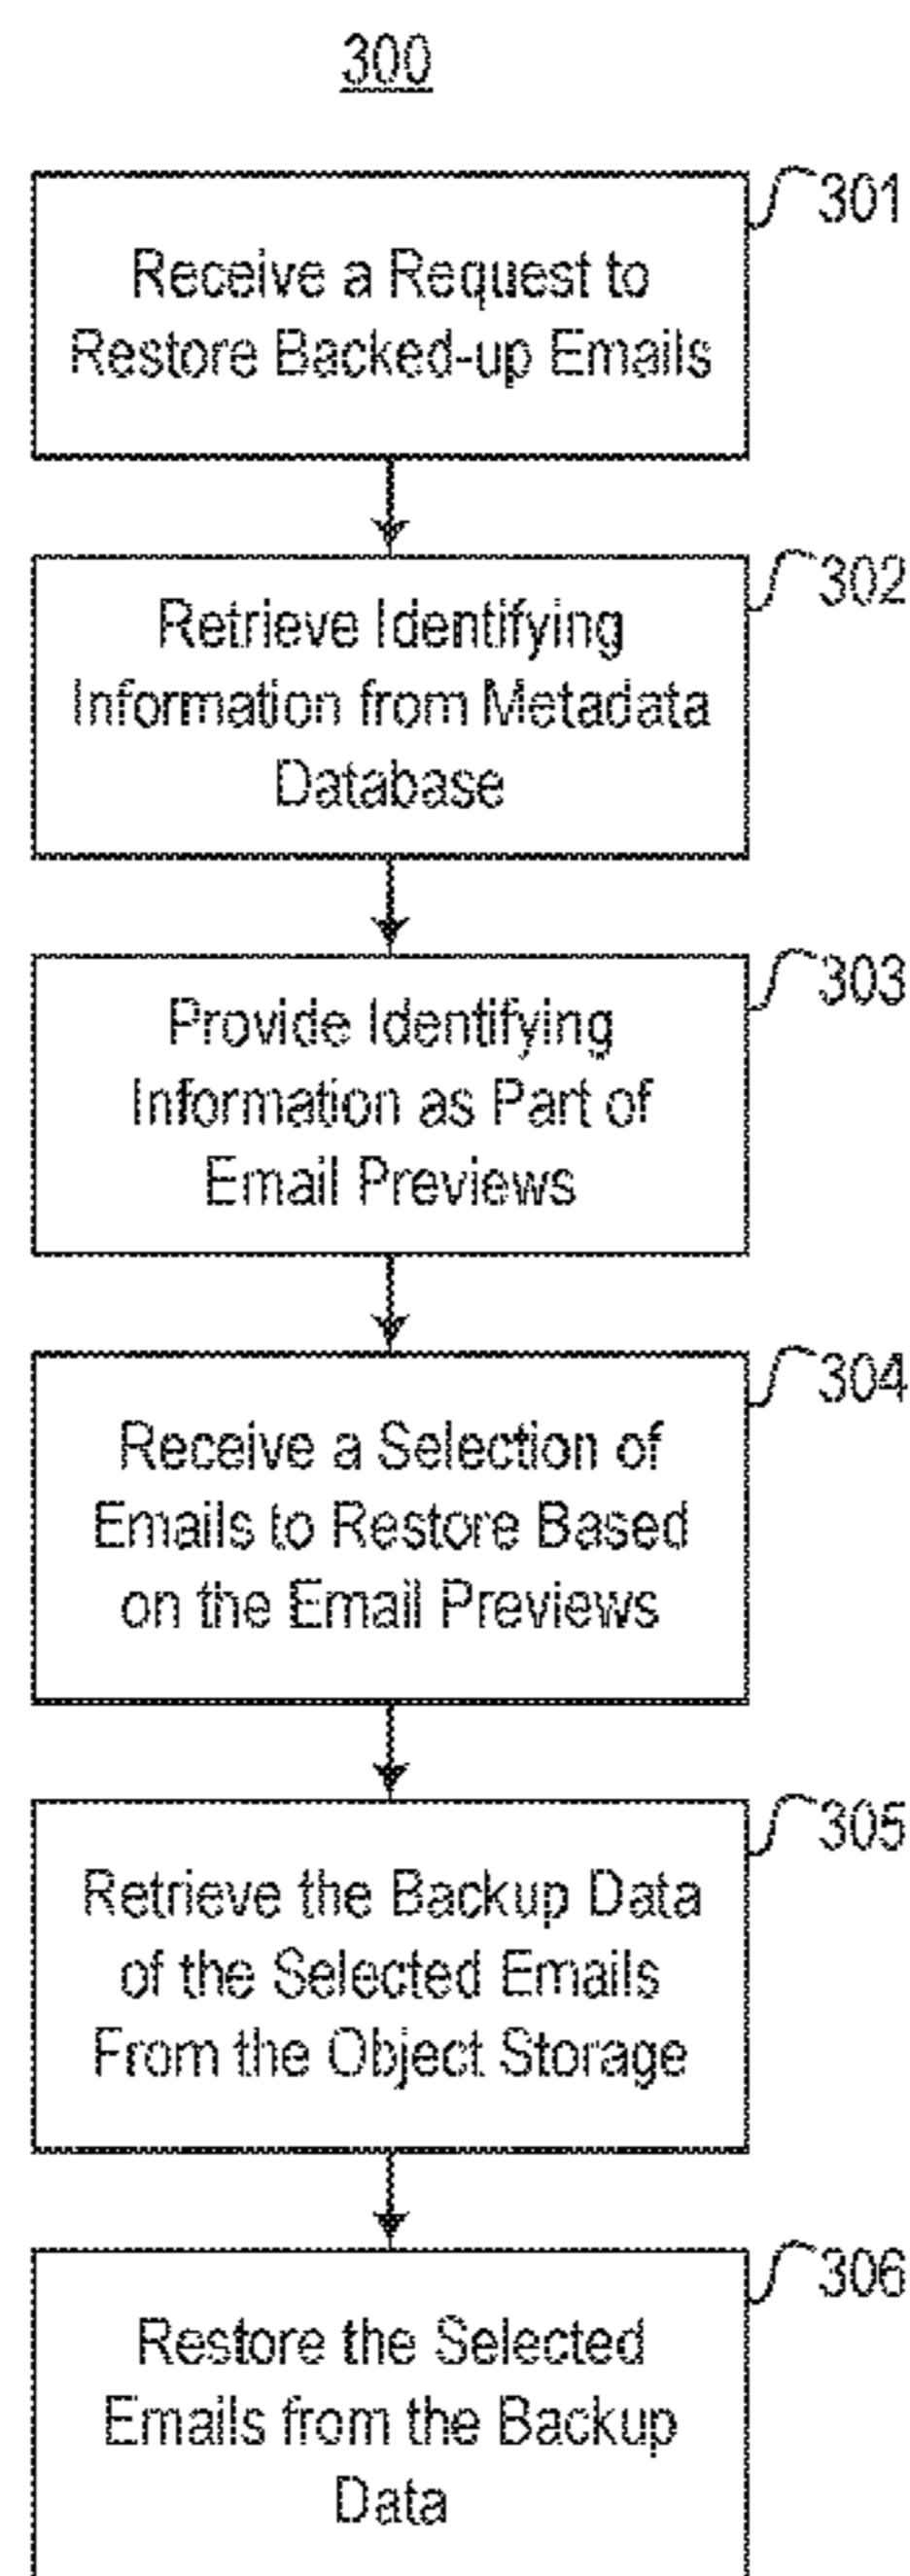 300
301
Receive a Request to
Restore Backed-up Emails
302
Retrieve Identifying
Information from Metadata
Database
303
Provide Identifying
Information as Part of
Email Previews
304
Receive a Selection of
Emails to Restore Based
on the Email Previews
305
Retrieve the Backup Data
of the Selected Emails
From the Object Storage
306
Restore the Selected
Emails from the Backup
Data